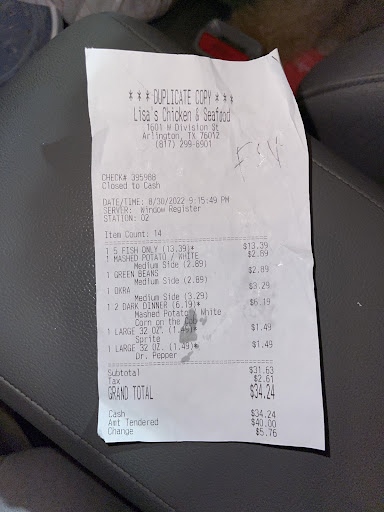 * * * DUPLICATE COPY * * *
Lisa's Chicken & Seafood
1601 W Division St
Arlington, TX 76012
(817) 299-8901
CHECK# 395988
Closed to Cash
DATE/TIME: 8/30/2022 9:15:49 PM
SERVER: Window Register
STATION: 02
Item Count: 14
1 5 FISH ONLY (13.39)* $13.39
1 MASHED POTATO / WHITE $2.89
Medium Side (2.89)
1 GREEN BEANS $2.89
Medium Side (2.89)
1 OKRA $3.29
Medium Side (3.29)
1 2 DARK DINNER (6.19)* $6.19
Mashed Potato White
Corn on the Cob
1 LARGE 32 OZ. (1.49)* $1.49
Sprite
1 LARGE 32 OZ. (1.49)* $1.49
Dr. Pepper
Subtotal $31.63
Tax $2.61
GRAND TOTAL $34.24
Cash $34.24
Amt Tendered $40.00
Change $5.76